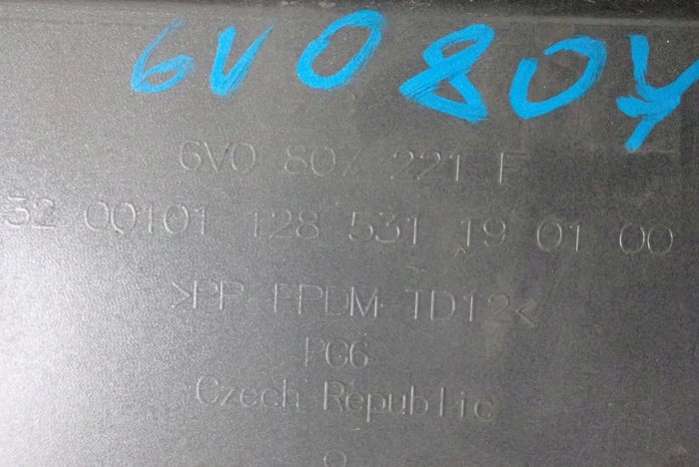 6V0 807
6V0 807 221 F
32 00101 128 531 19 01 00
>PP-EPDM-TD12<
PG6
Czech Republic